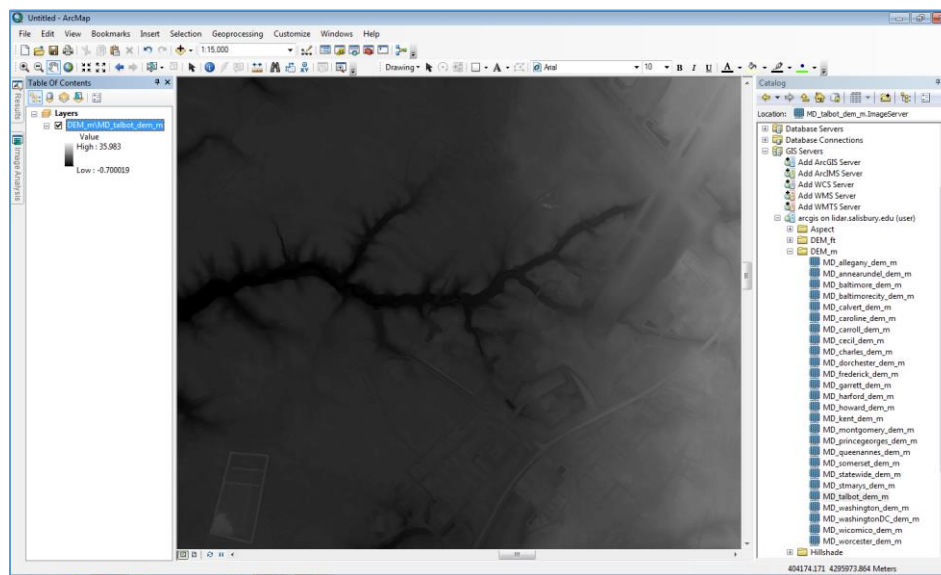 Untitled - ArcMap
File Edit View Bookmarks Insert Selection Geoprocessing Customize Windows Help
1:15,000
Drawing Arial 10 B I U A
Table Of Contents
Layers
DEM_m\MD_talbot_dem_m
Value
High : 35.983
Low : -0.700019
Results
Image Analysis
Catalog
Location: MD_talbot_dem_m.ImageServer
Database Servers
Database Connections
GIS Servers
Add ArcGIS Server
Add ArcIMS Server
Add WCS Server
Add WMS Server
Add WMTS Server
arcgis on lidar.salisbury.edu (user)
Aspect
DEM_ft
DEM_m
MD_allegany_dem_m
MD_annearundel_dem_m
MD_baltimore_dem_m
MD_baltimorecity_dem_m
MD_calvert_dem_m
MD_caroline_dem_m
MD_carroll_dem_m
MD_cecil_dem_m
MD_charles_dem_m
MD_dorchester_dem_m
MD_frederick_dem_m
MD_garrett_dem_m
MD_harford_dem_m
MD_howard_dem_m
MD_kent_dem_m
MD_montgomery_dem_m
MD_princegeorges_dem_m
MD_queenannes_dem_m
MD_somerset_dem_m
MD_statewide_dem_m
MD_stmarys_dem_m
MD_talbot_dem_m
MD_washington_dem_m
MD_washingtonDC_dem_m
MD_wicomico_dem_m
MD_worcester_dem_m
Hillshade
404174.171 4295973.864 Meters